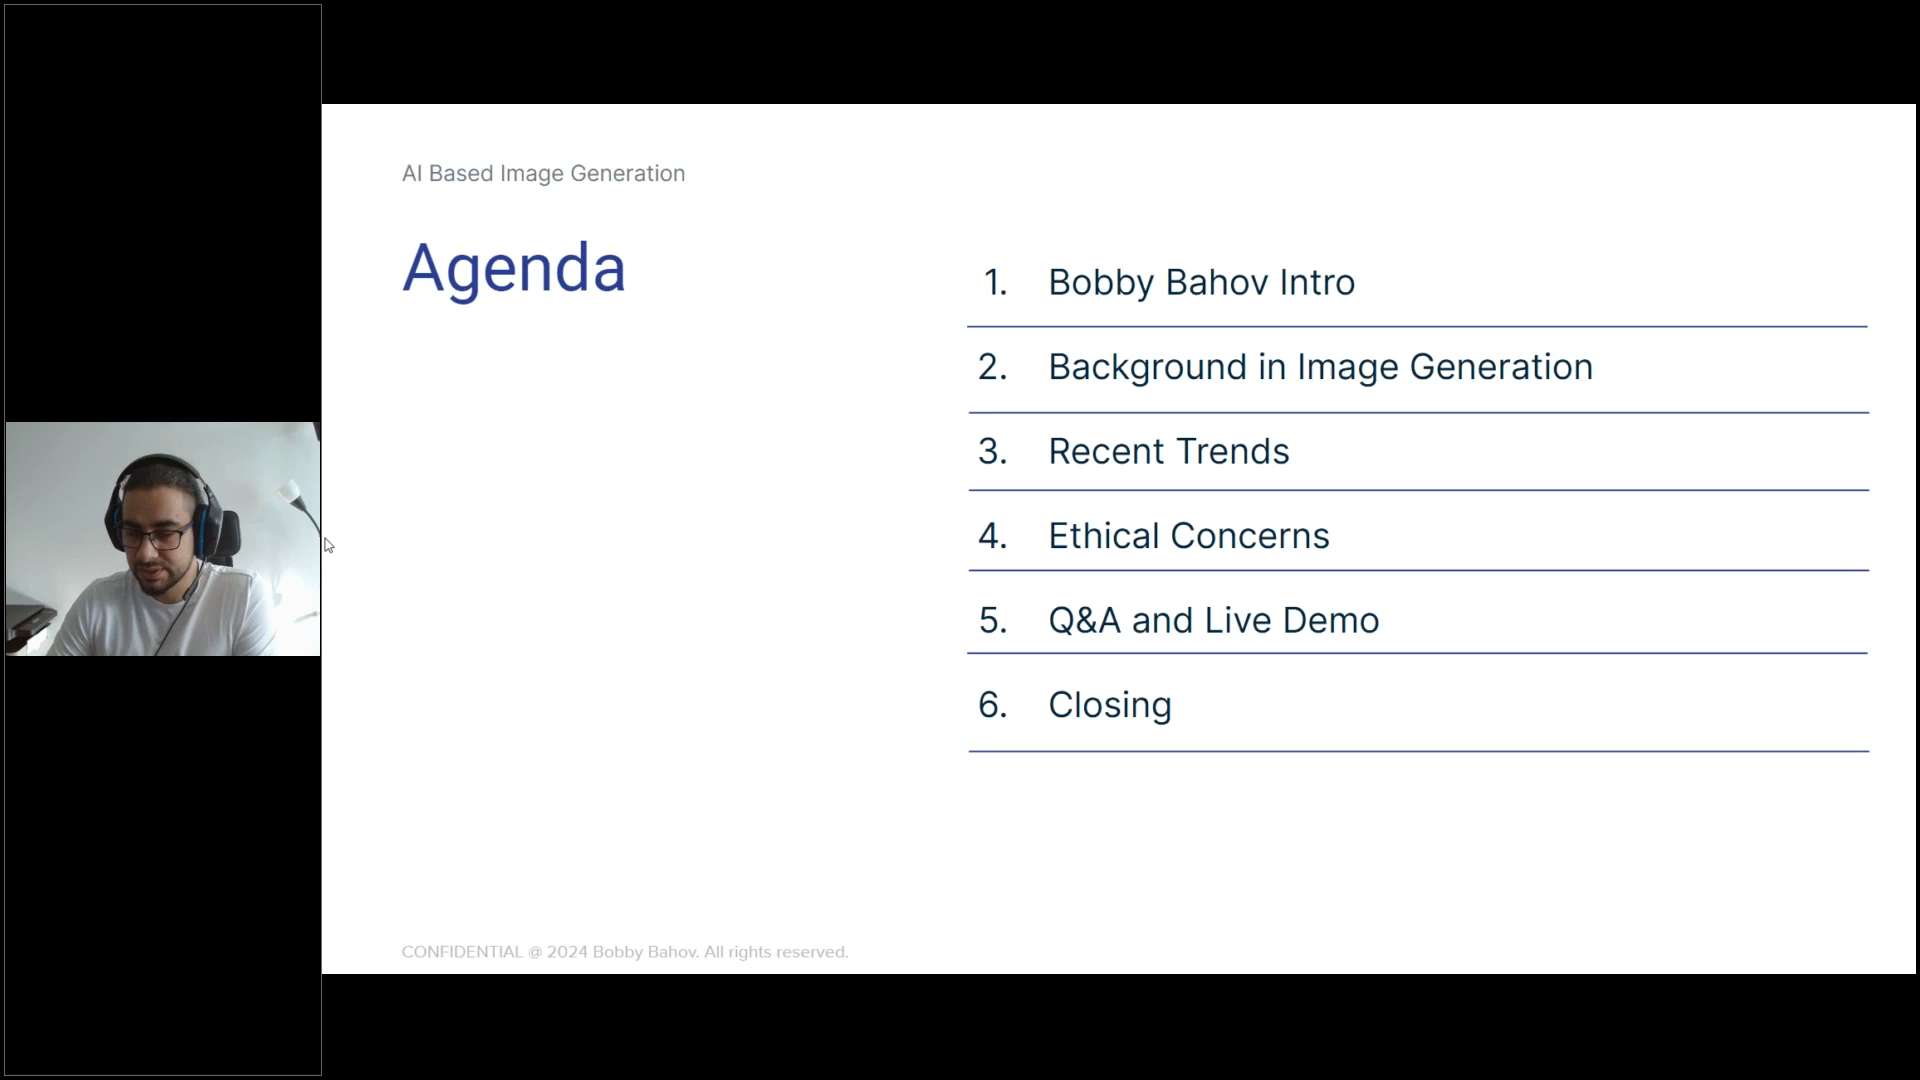 AI Based Image Generation
Agenda
1. Bobby Bahov Intro
2. Background in Image Generation
3. Recent Trends
4. Ethical Concerns
5. Q&A and Live Demo
6. Closing
CONFIDENTIAL @ 2024 Bobby Bahov. All rights reserved.